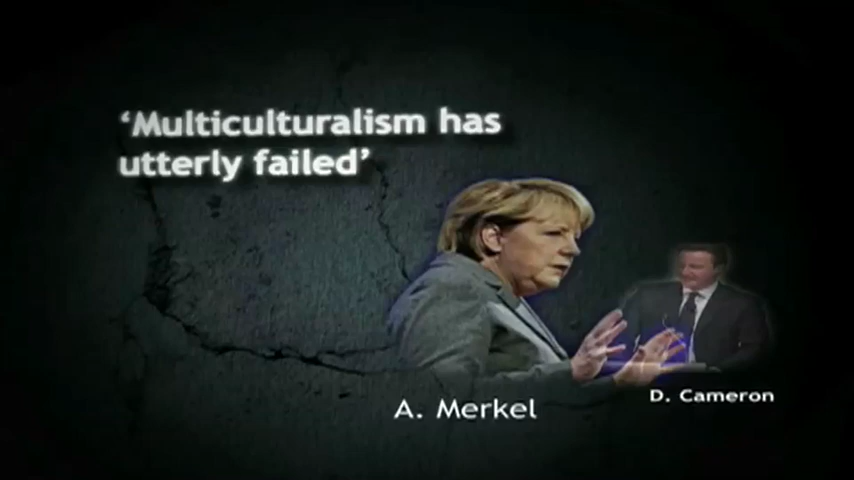 ‘Multiculturalism has
utterly failed’
A. Merkel
D. Cameron